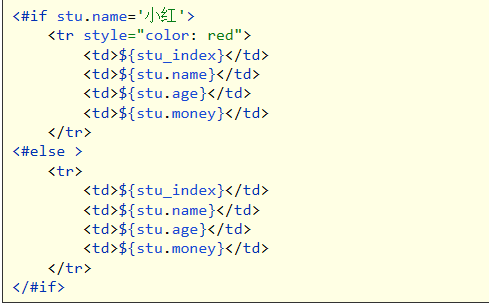 <#if stu.name='小红'>
    <tr style="color: red">
        <td>${stu_index}</td>
        <td>${stu.name}</td>
        <td>${stu.age}</td>
        <td>${stu.money}</td>
    </tr>
<#else >
    <tr>
        <td>${stu_index}</td>
        <td>${stu.name}</td>
        <td>${stu.age}</td>
        <td>${stu.money}</td>
    </tr>
</#if>